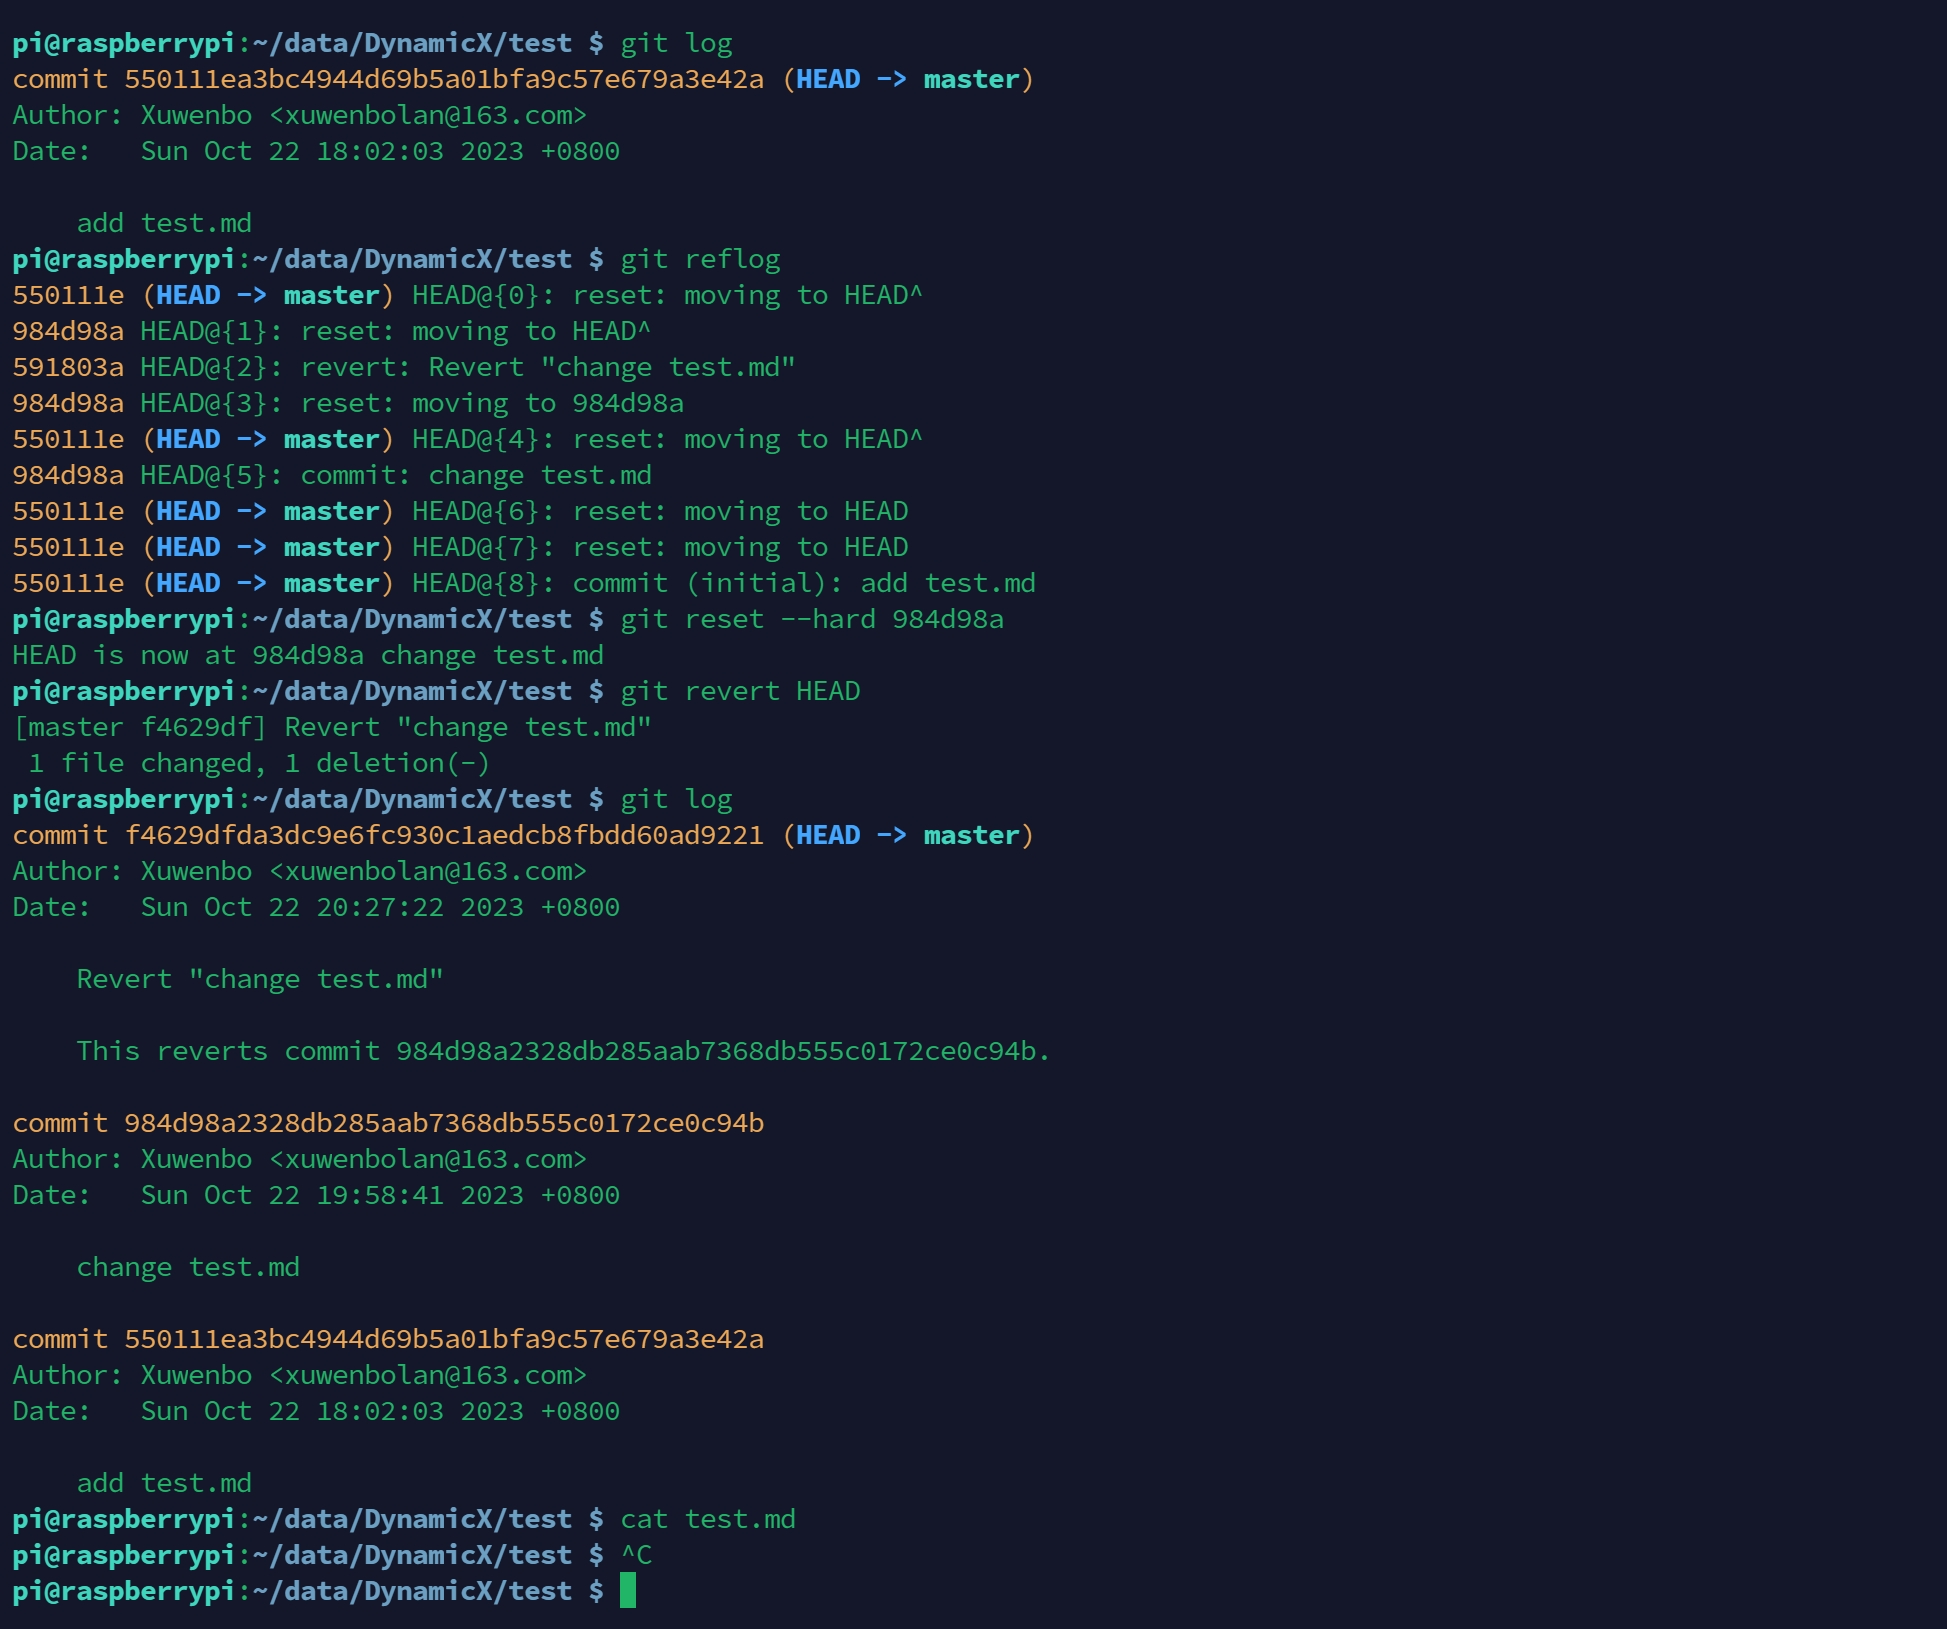 pi@raspberrypi:~/data/DynamicX/test $ git log
commit 550111ea3bc4944d69b5a01bfa9c57e679a3e42a (HEAD -> master)
Author: Xuwenbo <xuwenbolan@163.com>
Date:   Sun Oct 22 18:02:03 2023 +0800

    add test.md
pi@raspberrypi:~/data/DynamicX/test $ git reflog
550111e (HEAD -> master) HEAD@{0}: reset: moving to HEAD^
984d98a HEAD@{1}: reset: moving to HEAD^
591803a HEAD@{2}: revert: Revert "change test.md"
984d98a HEAD@{3}: reset: moving to 984d98a
550111e (HEAD -> master) HEAD@{4}: reset: moving to HEAD^
984d98a HEAD@{5}: commit: change test.md
550111e (HEAD -> master) HEAD@{6}: reset: moving to HEAD
550111e (HEAD -> master) HEAD@{7}: reset: moving to HEAD
550111e (HEAD -> master) HEAD@{8}: commit (initial): add test.md
pi@raspberrypi:~/data/DynamicX/test $ git reset --hard 984d98a
HEAD is now at 984d98a change test.md
pi@raspberrypi:~/data/DynamicX/test $ git revert HEAD
[master f4629df] Revert "change test.md"
 1 file changed, 1 deletion(-)
pi@raspberrypi:~/data/DynamicX/test $ git log
commit f4629dfda3dc9e6fc930c1aedcb8fbdd60ad9221 (HEAD -> master)
Author: Xuwenbo <xuwenbolan@163.com>
Date:   Sun Oct 22 20:27:22 2023 +0800

    Revert "change test.md"

    This reverts commit 984d98a2328db285aab7368db555c0172ce0c94b.

commit 984d98a2328db285aab7368db555c0172ce0c94b
Author: Xuwenbo <xuwenbolan@163.com>
Date:   Sun Oct 22 19:58:41 2023 +0800

    change test.md

commit 550111ea3bc4944d69b5a01bfa9c57e679a3e42a
Author: Xuwenbo <xuwenbolan@163.com>
Date:   Sun Oct 22 18:02:03 2023 +0800

    add test.md
pi@raspberrypi:~/data/DynamicX/test $ cat test.md
pi@raspberrypi:~/data/DynamicX/test $ ^C
pi@raspberrypi:~/data/DynamicX/test $